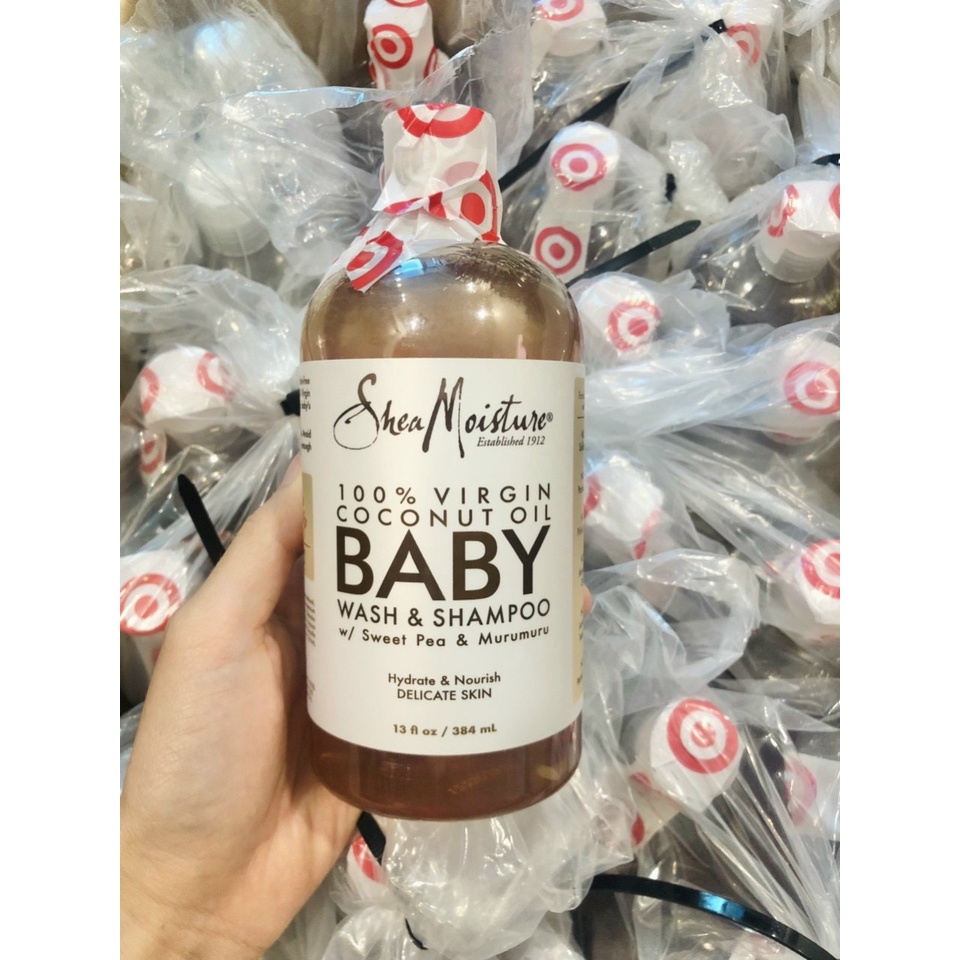 SheaMoisture®
Established 1912
100% VIRGIN
COCONUT OIL
BABY
WASH & SHAMPOO
w/ Sweet Pea & Murumuru
Hydrate & Nourish
DELICATE SKIN
13 fl oz / 384 mL